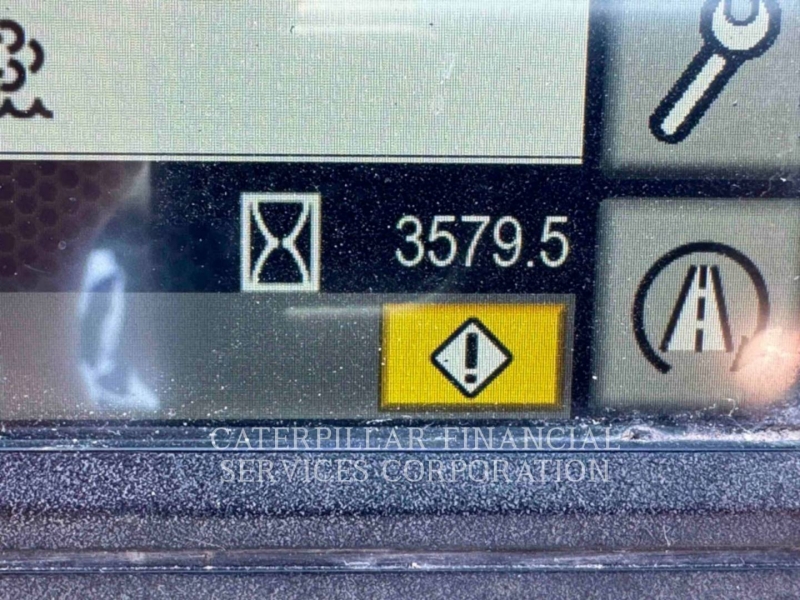 3579.5
CATERPILLAR FINANCIAL
SERVICES CORPORATION